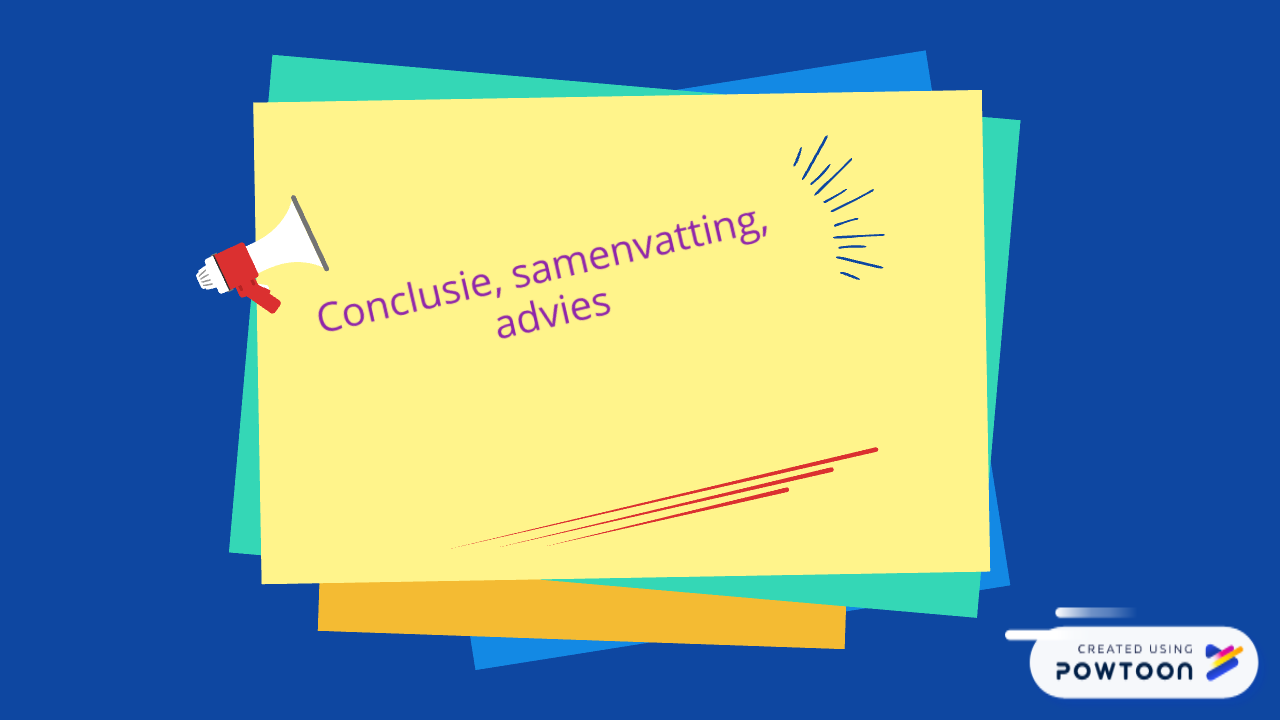 Conclusie, samenvatting,
advies
CREATED USING
POWTOON